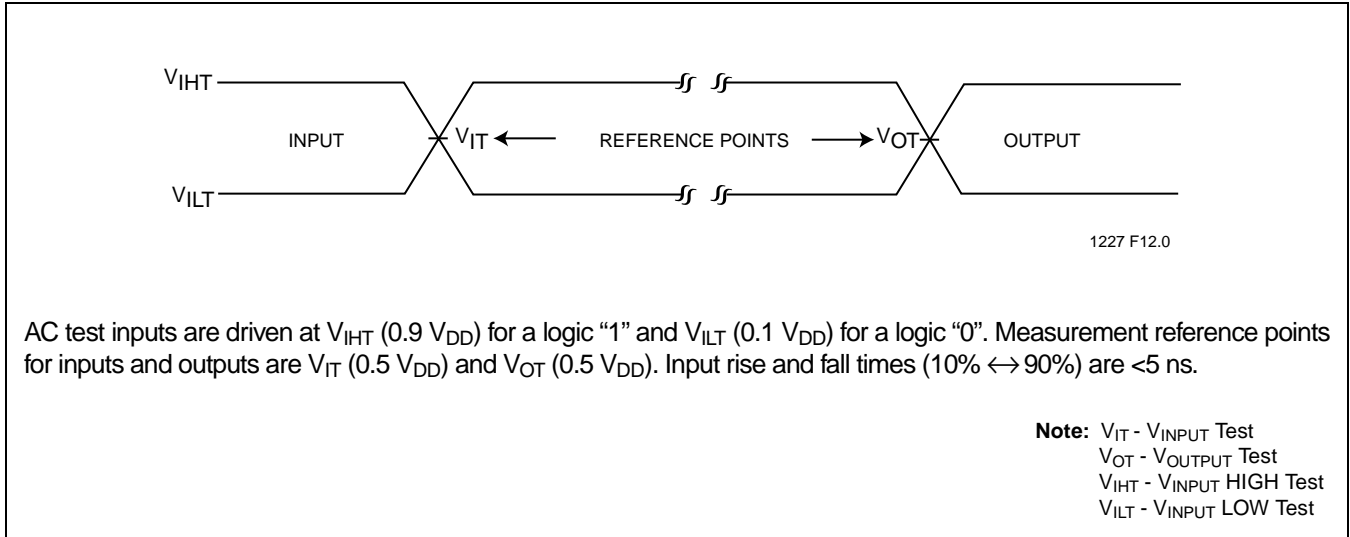 VIHT
INPUT VIT REFERENCE POINTS VOT OUTPUT
VILT
1227 F12.0
AC test inputs are driven at VIHT (0.9 VDD) for a logic “1” and VILT (0.1 VDD) for a logic “0”. Measurement reference points
for inputs and outputs are VIT (0.5 VDD) and VOT (0.5 VDD). Input rise and fall times (10% ↔ 90%) are <5 ns.
Note: VIT - VINPUT Test
VOT - VOUTPUT Test
VIHT - VINPUT HIGH Test
VILT - VINPUT LOW Test